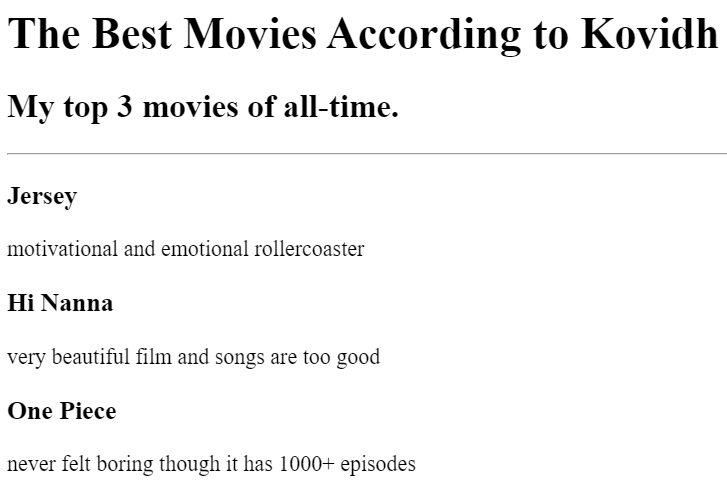 The Best Movies According to Kovidh
My top 3 movies of all-time.
Jersey
motivational and emotional rollercoaster
Hi Nanna
very beautiful film and songs are too good
One Piece
never felt boring though it has 1000+ episodes